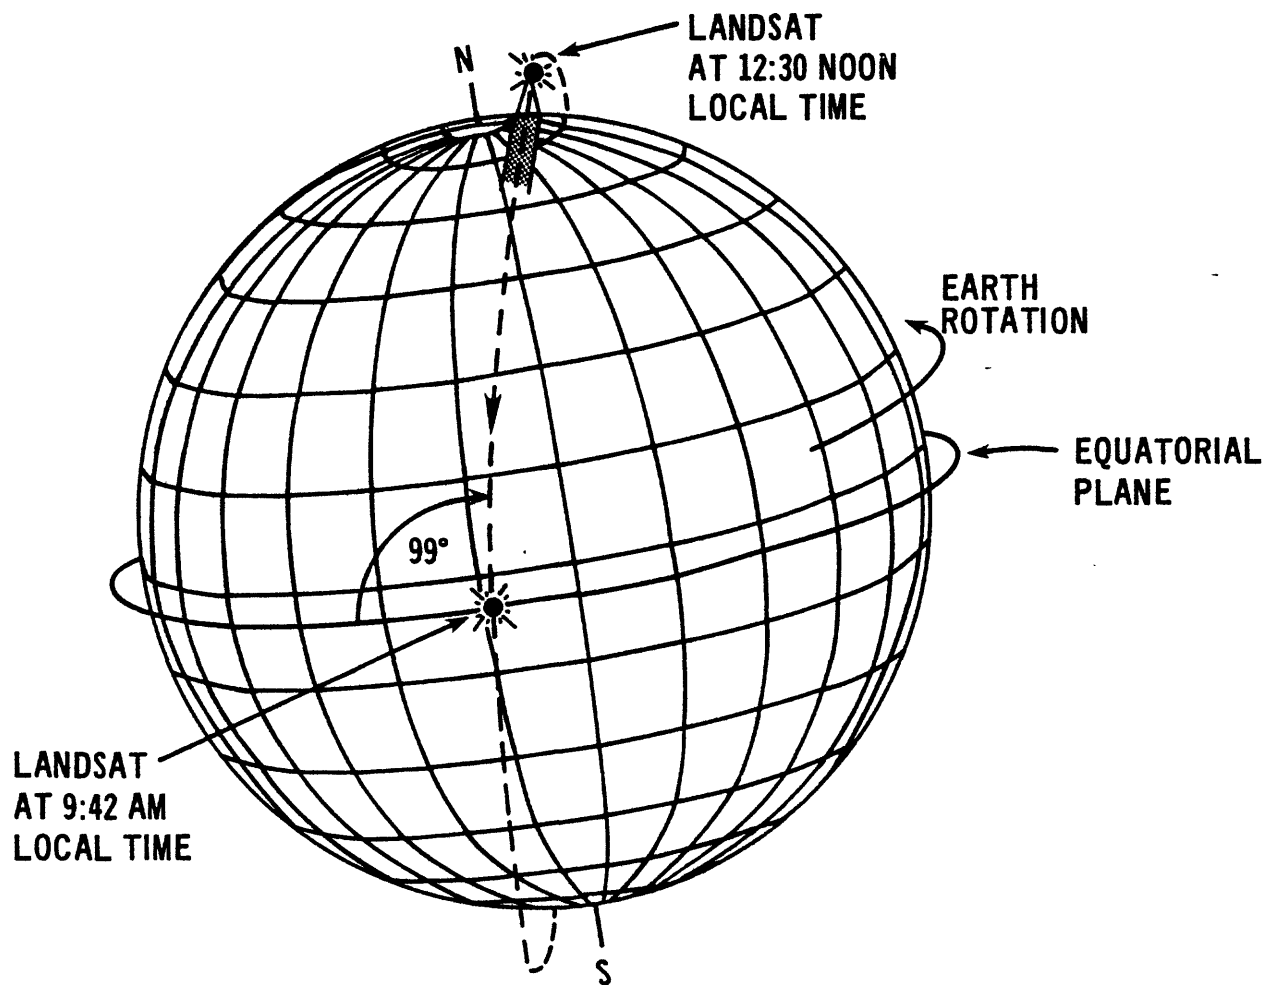 LANDSAT
AT 12:30 NOON
LOCAL TIME
N
EARTH
ROTATION
EQUATORIAL
PLANE
99°
LANDSAT
AT 9:42 AM
LOCAL TIME
S